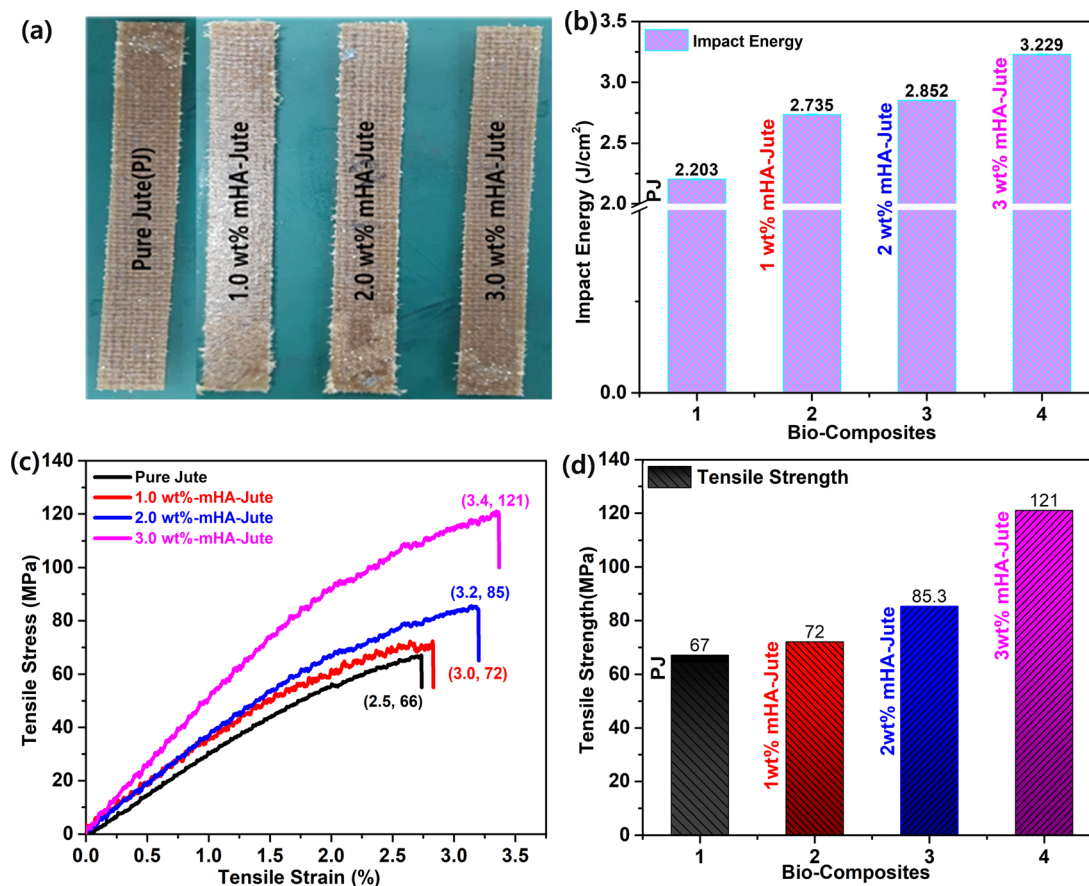 (a)
Pure Jute(PJ)
1.0 wt% mHA-Jute
2.0 wt% mHA-Jute
3.0 wt% mHA-Jute
(b)
Impact Energy
3.5
3.0
2.5
2.0
0.0
Impact Energy (J/cm²)
2.203
2.735
2.852
3.229
PJ
1 wt% mHA-Jute
2 wt% mHA-Jute
3 wt% mHA-Jute
1
2
3
4
Bio-Composites
(c)
Pure Jute
1.0 wt%-mHA-Jute
2.0 wt%-mHA-Jute
3.0 wt%-mHA-Jute
140
120
100
80
60
40
20
0
Tensile Stress (MPa)
(3.4, 121)
(3.2, 85)
(3.0, 72)
(2.5, 66)
0.0
0.5
1.0
1.5
2.0
2.5
3.0
3.5
Tensile Strain (%)
(d)
Tensile Strength
140
120
100
80
60
40
20
0
Tensile Strength(MPa)
67
72
85.3
121
PJ
1wt% mHA-Jute
2wt% mHA-Jute
3wt% mHA-Jute
1
2
3
4
Bio-Composites